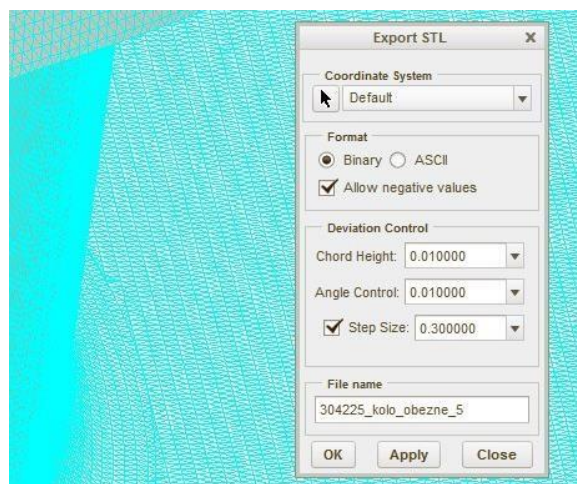 Export STL X
Coordinate System
Default
Format
Binary ASCII
Allow negative values
Deviation Control
Chord Height: 0.010000
Angle Control: 0.010000
Step Size: 0.300000
File name
304225_kolo_obezne_5
OK Apply Close